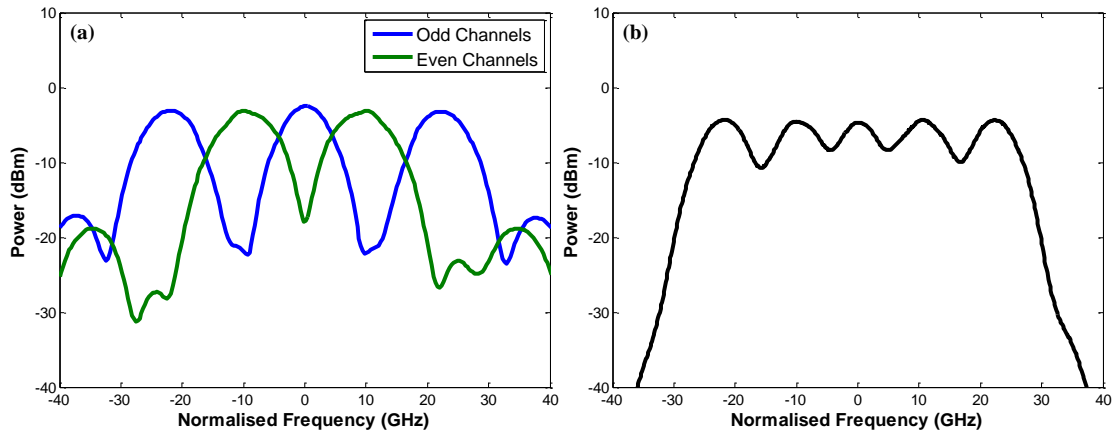 (a)
Odd Channels
Even Channels
10
0
-10
-20
-30
-40
Power (dBm)
-40 -30 -20 -10 0 10 20 30 40
Normalised Frequency (GHz)
(b)
10
0
-10
-20
-30
-40
Power (dBm)
-40 -30 -20 -10 0 10 20 30 40
Normalised Frequency (GHz)